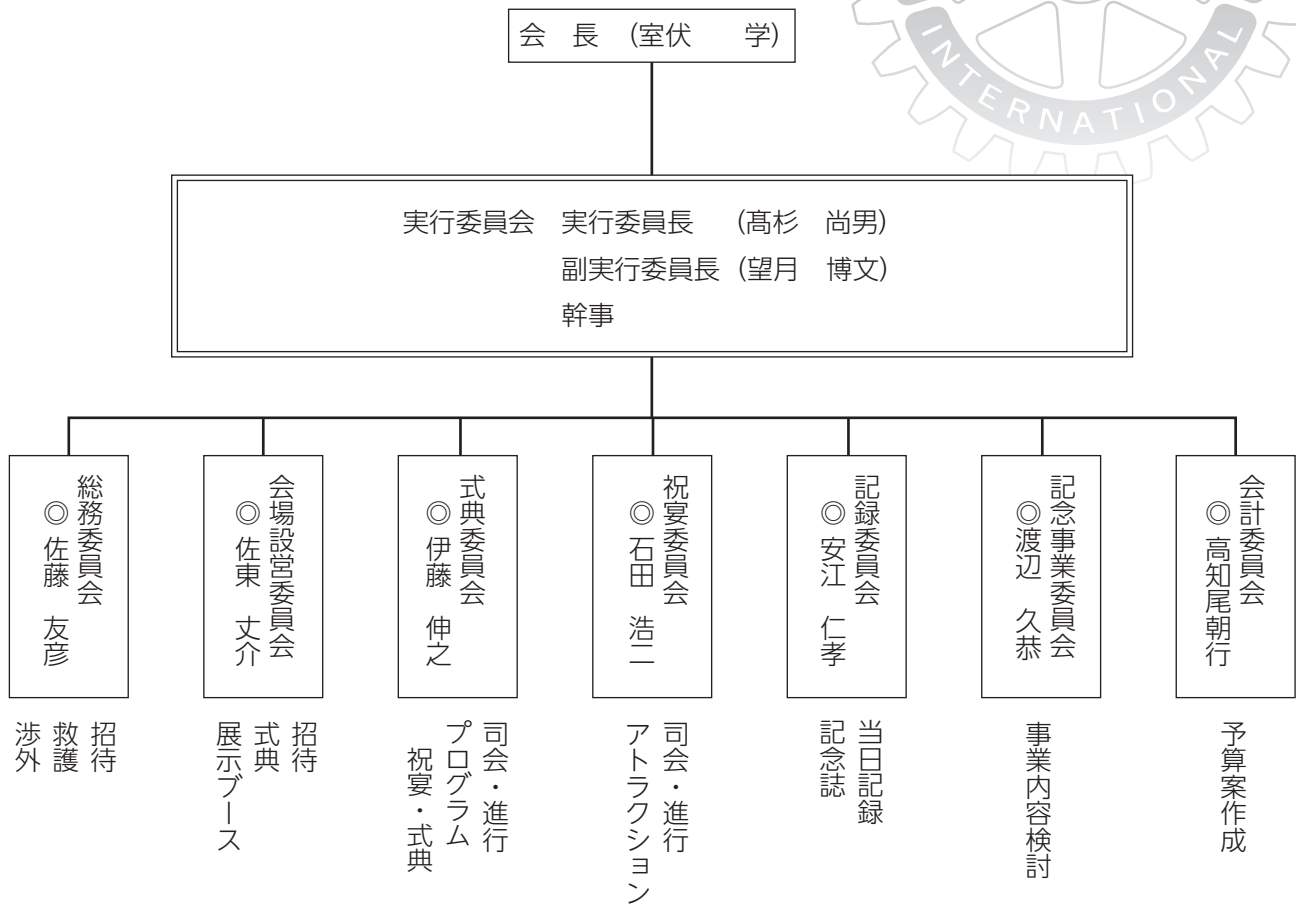 会　長　(室伏　　学)
INTERNATIONAL
実行委員会　実行委員長　(髙杉　尚男)
副実行委員長 (望月　博文)
幹事
総務委員会
◎ 佐藤　友彦
会場設営委員会
◎ 佐東　丈介
式典委員会
◎ 伊藤　伸之
祝宴委員会
◎ 石田　浩二
記録委員会
◎ 安江　仁孝
記念事業委員会
◎渡辺　久恭
会計委員会
◎ 高知尾朝行
招待
救護
渉外
招待
式典
展示ブース
司会・進行
プログラム
祝宴・式典
司会・進行
アトラクション
当日記録
記念誌
事業内容検討
予算案作成